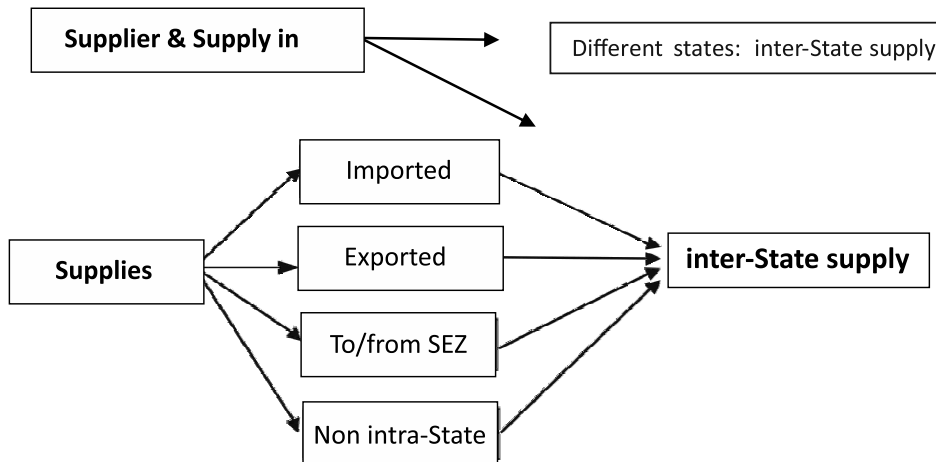 Supplier & Supply in
Different states: inter-State supply
Imported
Supplies
Exported
inter-State supply
To/from SEZ
Non intra-State